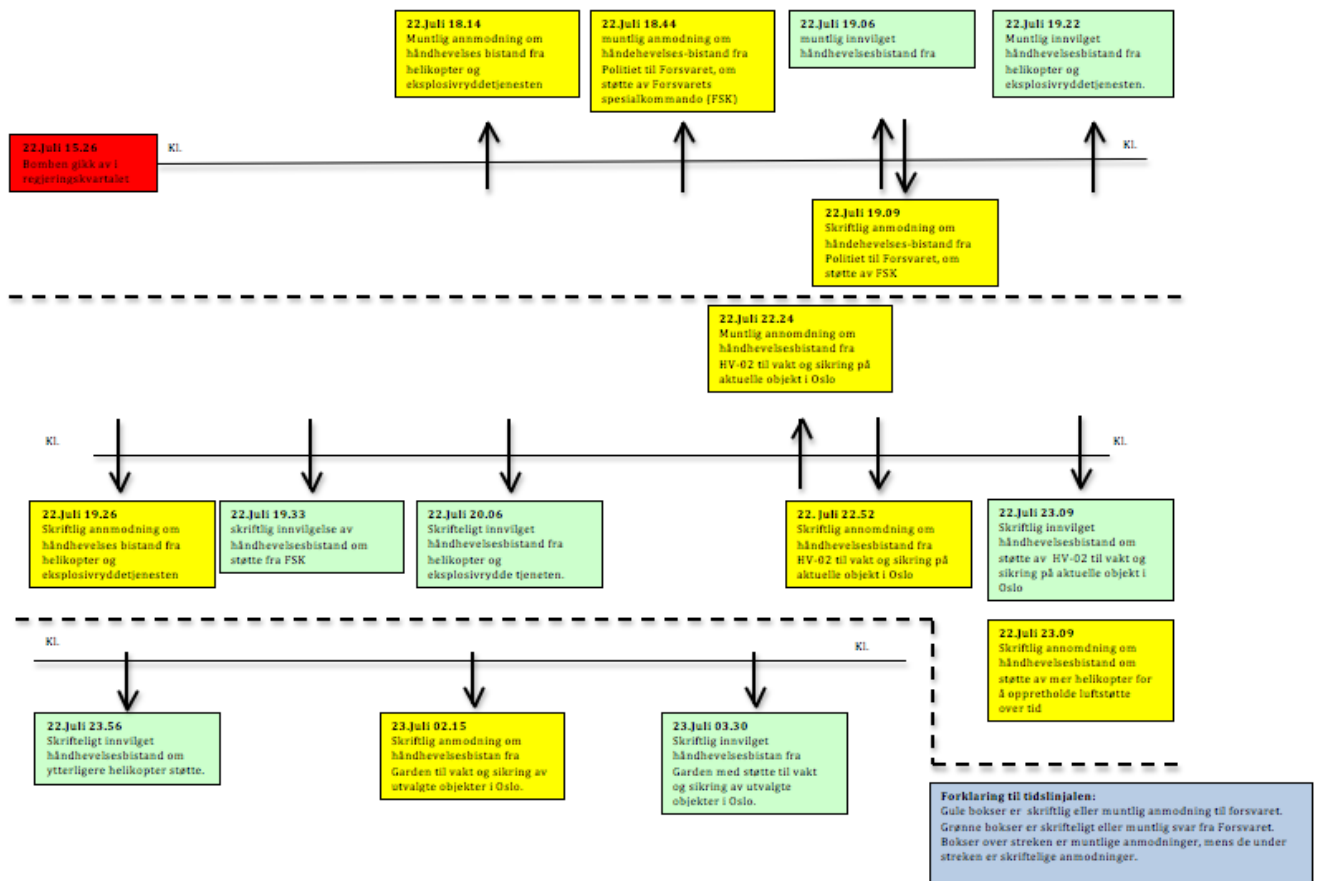 22.Juli 18.14
Muntlig annmodning om
håndhevelses bistand fra
helikopter og
eksplosivryddetjenesten
22.Juli 18.44
muntlig anmodning om
håndehevelses-bistand fra
Politiet til Forsvaret, om
støtte av Forsvarets
spesialkommando (FSK)
22.Juli 19.06
muntlig innvilget
håndhevelsesbistand fra
22.Juli 19.22
Muntlig inviliget
håndhevelsesbistand fra
helikopter og
eksplosivryddetjenesten.
22.Juli 15.26
Bomben gikk av i
regjeringskvartalet
Kl.
Kl.
22.Juli 19.09
Skriftlig anmodning om
håndehevelses-bistand fra
Politiet til Forsvaret, om
støtte av FSK
22.Juli 22.24
Muntlig annomdning om
håndhevelsesbistand fra
HV-02 til vakt og sikring på
aktuelle objekt i Oslo
Kl.
Kl.
22.Juli 19.26
Skriftlig annmodning om
håndhevelses bistand fra
helikopter og
eksplosivryddetjenesten
22.Juli 19.33
skriftlig innvilgelse av
håndhevelsesbistand om
støtte fra FSK
22.Juli 20.06
Skrifteligt innvilget
håndhevelsesbistand fra
helikopter og
eksplosivrydde tjeneten.
22. Juli 22.52
Skriftlig annomdning om
håndhevelsesbistand fra
HV-02 til vakt og sikring på
aktuelle objekt i Oslo
22.Juli 23.09
Skriftlig innvilget
håndhevelsesbistand om
støtte av HV-02 til vakt og
sikring på aktuelle objekt i
Oslo
22.Juli 23.09
Skriftlig annomdning om
håndhevelsesbistand om
støtte av mer helikopter for
å oppretholde luftstøtte
over tid
Kl.
Kl.
22.Juli 23.56
Skrifteligt innvilget
håndhevelsesbistand om
ytterligere helikopter støtte.
23.Juli 02.15
Skriftlig anmodning om
håndhevelsesbistan fra
Garden til vakt og sikring av
utvalgte objekter i Oslo.
23.Juli 03.30
Skriftlig innvilget
håndhevelsesbistan fra
Garden med støtte til vakt
og sikring av utvalgte
objekter i Oslo.
Forklaring til tidslinjalen:
Gule bokser er skriftlig eller muntlig anmodning til forsvaret.
Grønne bokser er skrifteligt eller muntlig svar fra Forsvaret.
Bokser over streken er muntlige anmodninger, mens de under
streken er skriftelige anmodninger.